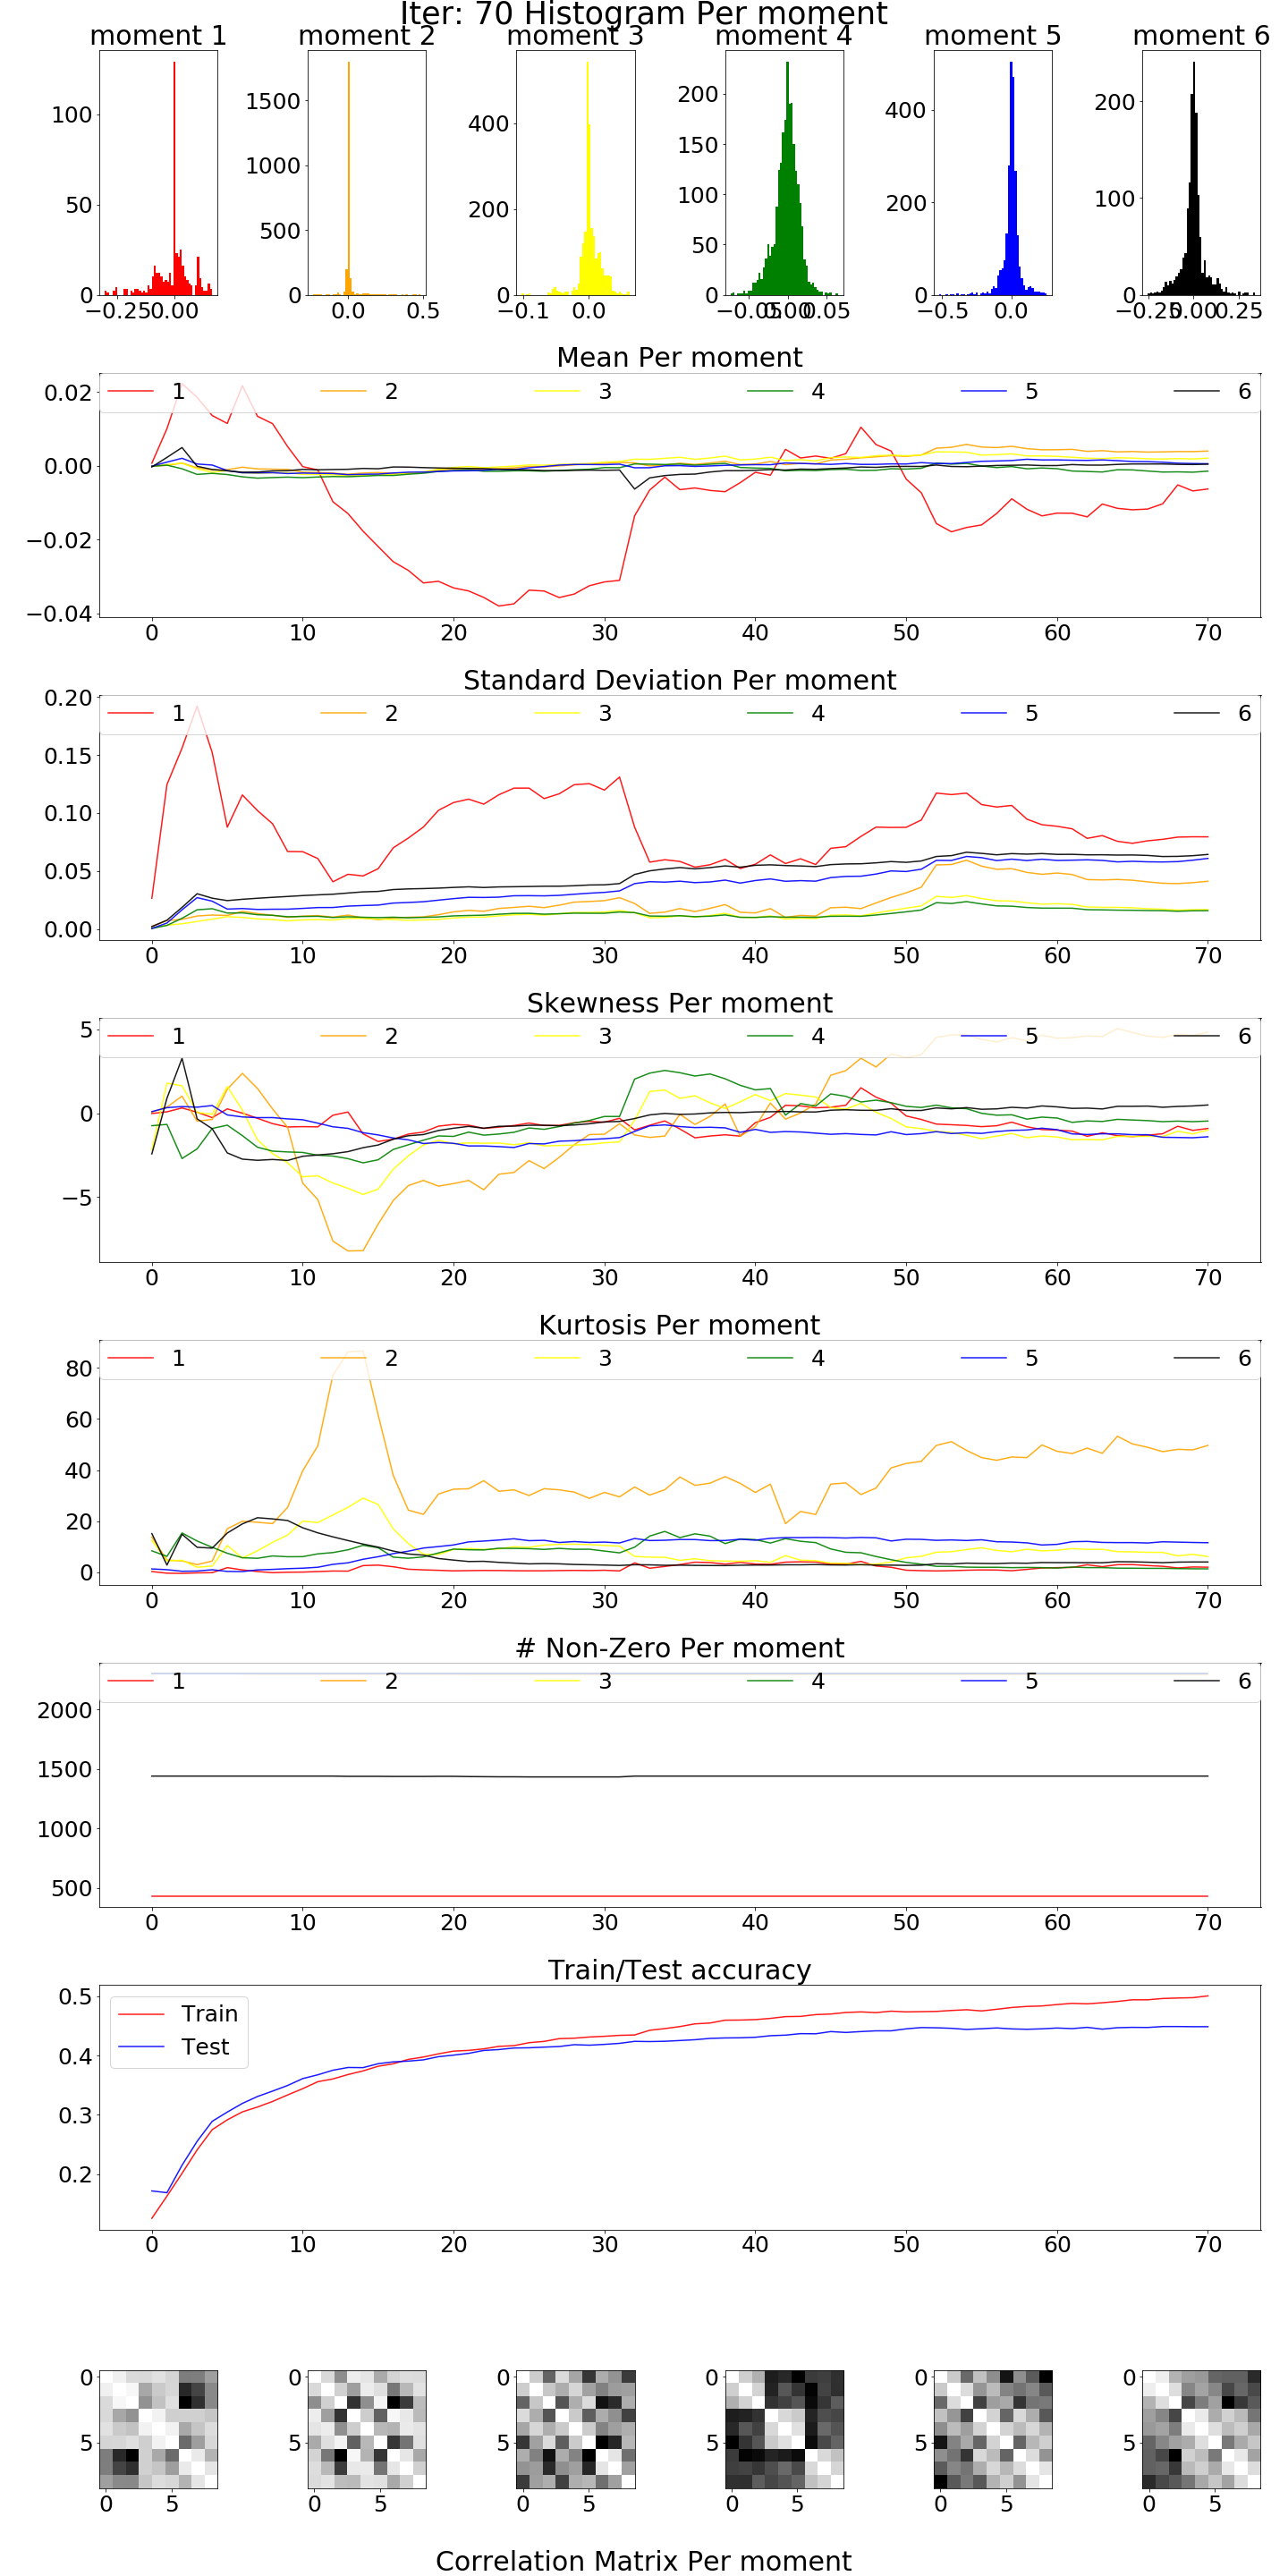 Iter: 70 Histogram Per moment
moment 1 moment 2 moment 3 moment 4 moment 5 moment 6
100
50
0
−0.25 0.00
1500
1000
500
0
0.0 0.5
400
200
0
−0.1 0.0
200
150
100
50
0
−0.05 0.00 0.05
400
200
0
−0.5 0.0
200
100
0
−0.25 0.00 0.25
Mean Per moment
1 2 3 4 5 6
0.02
0.00
−0.02
−0.04
0 10 20 30 40 50 60 70
Standard Deviation Per moment
1 2 3 4 5 6
0.20
0.15
0.10
0.05
0.00
0 10 20 30 40 50 60 70
Skewness Per moment
1 2 3 4 5 6
5
0
−5
0 10 20 30 40 50 60 70
Kurtosis Per moment
1 2 3 4 5 6
80
60
40
20
0
0 10 20 30 40 50 60 70
# Non-Zero Per moment
1 2 3 4 5 6
2000
1500
1000
500
0 10 20 30 40 50 60 70
Train/Test accuracy
Train
Test
0.5
0.4
0.3
0.2
0 10 20 30 40 50 60 70
0
5
0 5
0
5
0 5
0
5
0 5
0
5
0 5
0
5
0 5
0
5
0 5
Correlation Matrix Per moment